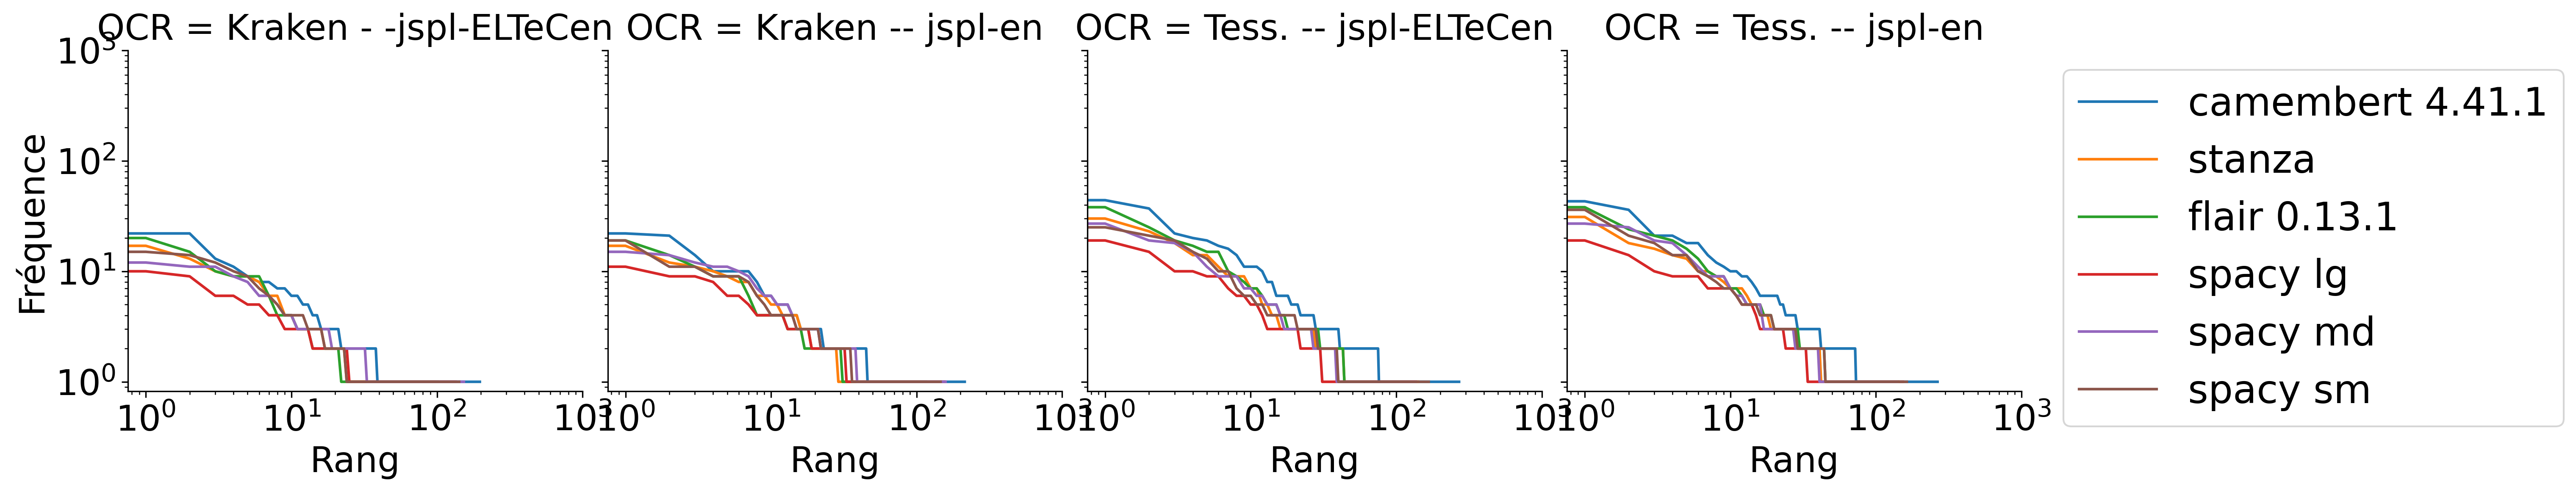 OCR = Kraken - -jspl-ELTeCen
OCR = Kraken -- jspl-en
OCR = Tess. -- jspl-ELTeCen
OCR = Tess. -- jspl-en
Fréquence
10³
10²
10¹
10⁰
10⁰ 10¹ 10² 10³
10⁰ 10¹ 10² 10³
10⁰ 10¹ 10² 10³
10⁰ 10¹ 10² 10³
Rang
Rang
Rang
Rang
camembert 4.41.1
stanza
flair 0.13.1
spacy lg
spacy md
spacy sm